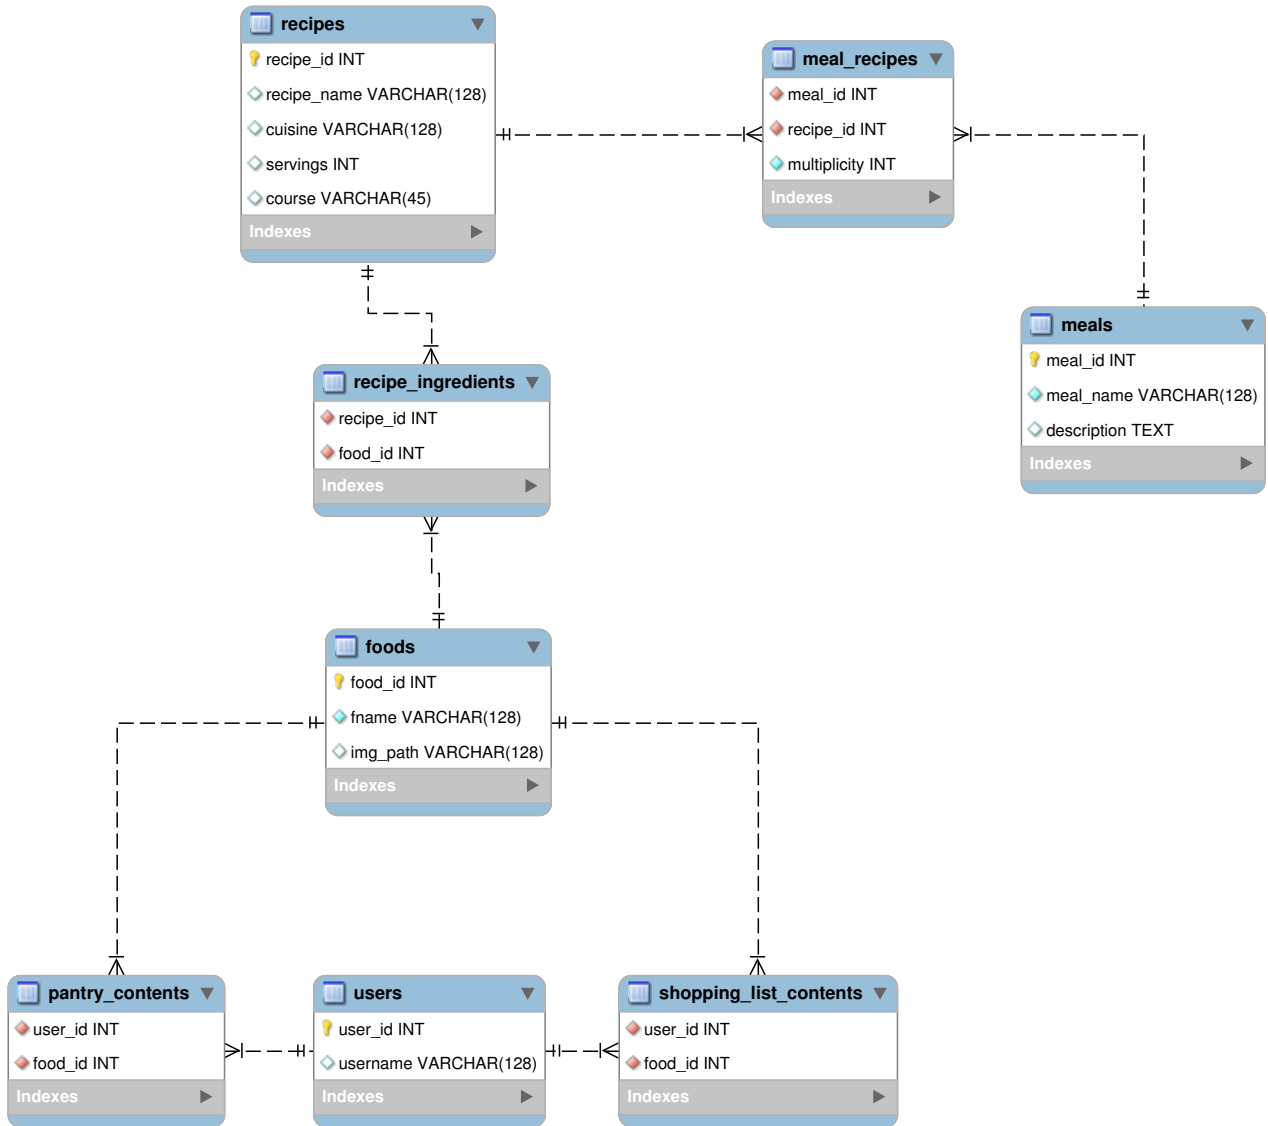 recipes
recipe_id INT
recipe_name VARCHAR(128)
cuisine VARCHAR(128)
servings INT
course VARCHAR(45)
Indexes
meal_recipes
meal_id INT
recipe_id INT
multiplicity INT
Indexes
meals
meal_id INT
meal_name VARCHAR(128)
description TEXT
Indexes
recipe_ingredients
recipe_id INT
food_id INT
Indexes
foods
food_id INT
fname VARCHAR(128)
img_path VARCHAR(128)
Indexes
pantry_contents
user_id INT
food_id INT
Indexes
users
user_id INT
username VARCHAR(128)
Indexes
shopping_list_contents
user_id INT
food_id INT
Indexes